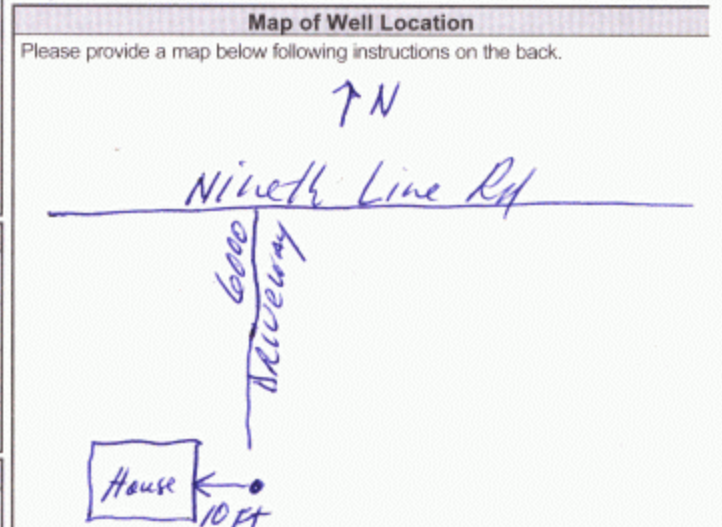 Map of Well Location
Please provide a map below following instructions on the back.
↑ N
Nineth Line Rd
6000
DRIVEWAY
House
10 Ft